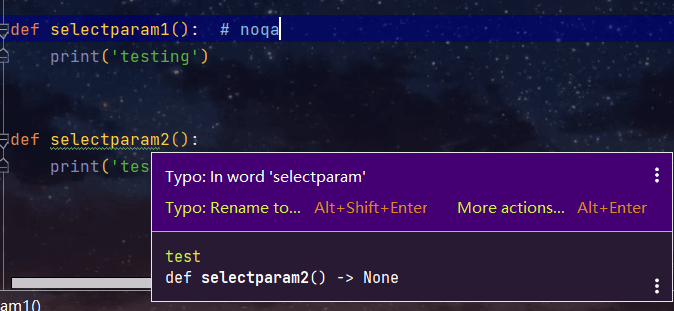 def selectparam1():  # noqa
print('testing')
def selectparam2():
print('tes
Typo: In word 'selectparam'
Typo: Rename to... Alt+Shift+Enter More actions... Alt+Enter
test
def selectparam2() -> None
am1()